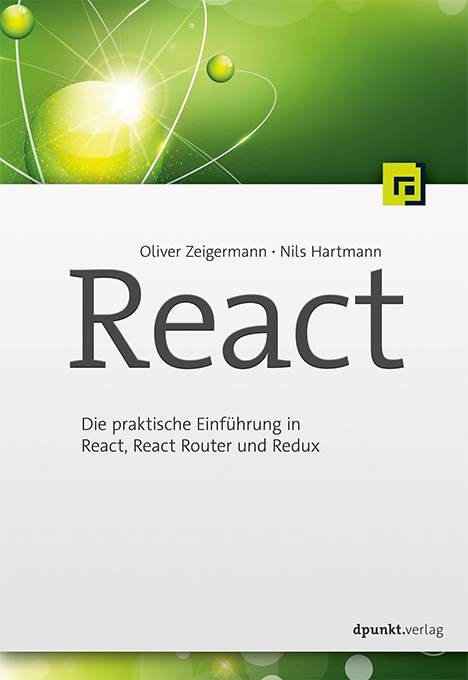 Oliver Zeigermann · Nils Hartmann
React
Die praktische Einführung in
React, React Router und Redux
dpunkt.verlag